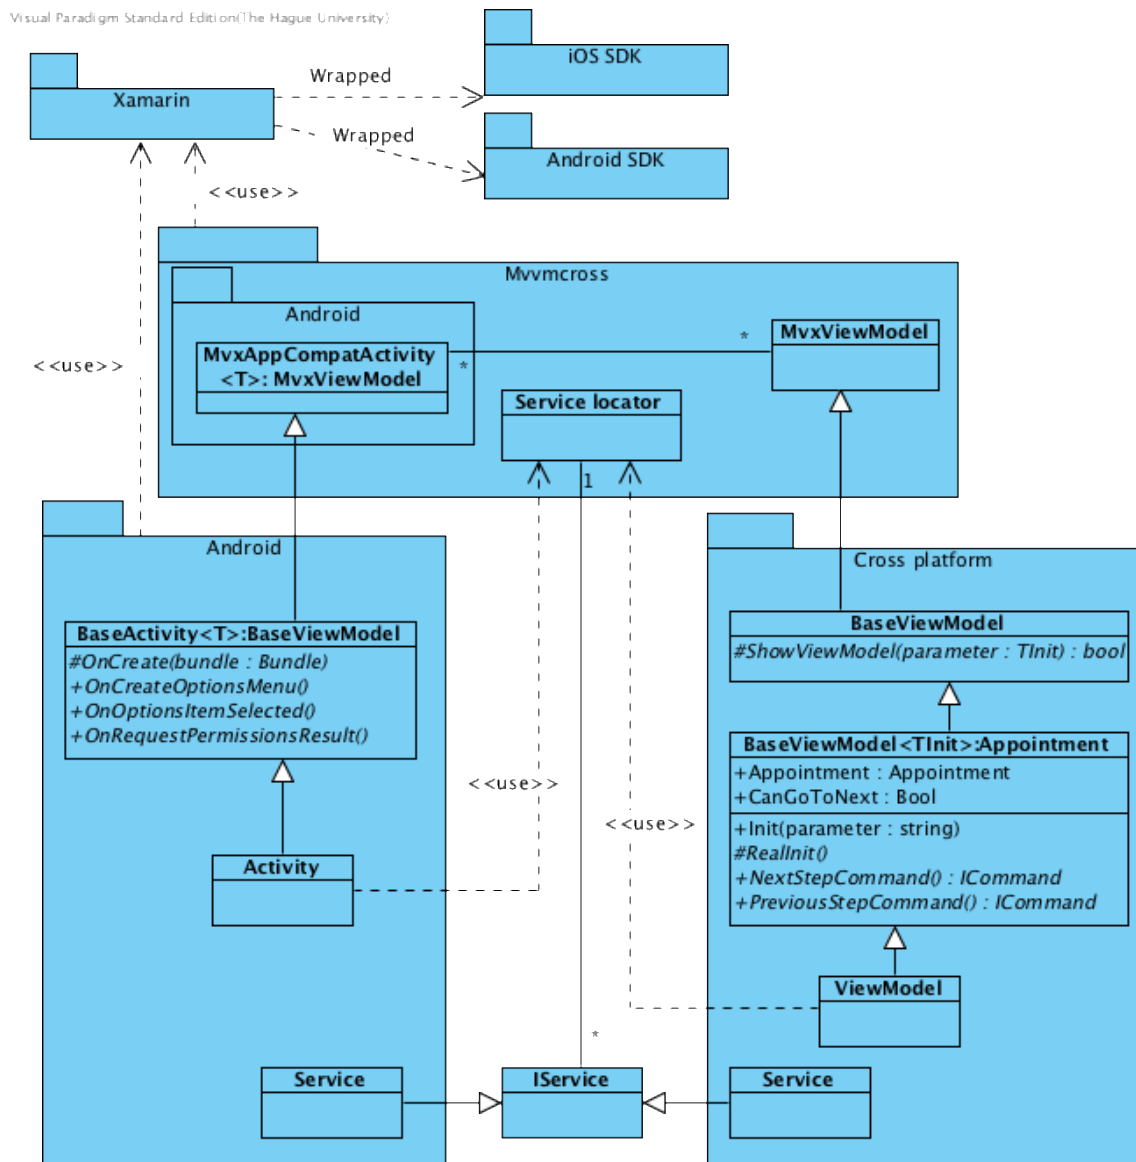 Visual Paradigm Standard Edition(The Hague University)
iOS SDK
Wrapped
Xamarin
Wrapped
Android SDK
<<use>>
Mvvmcross
Android
MvxAppCompatActivity
<T>: MvxViewModel
*
*
MvxViewModel
<<use>>
Service locator
1
Android
Cross platform
BaseActivity<T>:BaseViewModel
#OnCreate(bundle : Bundle)
+OnCreateOptionsMenu()
+OnOptionsItemSelected()
+OnRequestPermissionsResult()
BaseViewModel
#ShowViewModel(parameter : TInit) : bool
BaseViewModel<TInit>:Appointment
+Appointment : Appointment
+CanGoToNext : Bool
+Init(parameter : string)
#RealInit()
+NextStepCommand() : ICommand
+PreviousStepCommand() : ICommand
<<use>>
<<use>>
Activity
ViewModel
*
Service
IService
Service